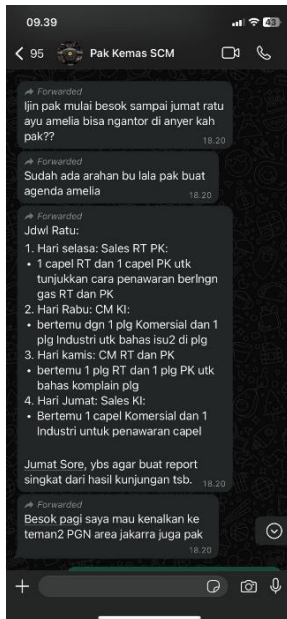 09.39
43
95
Pak Kemas SCM
Forwarded
Ijin pak mulai besok sampai jumat ratu
ayu amelia bisa ngantor di anyer kah
pak??
18.20
Forwarded
Sudah ada arahan bu lala pak buat
agenda amelia
18.20
Forwarded
Jdwl Ratu:
1. Hari selasa: Sales RT PK:
• 1 capel RT dan 1 capel PK utk
tunjukkan cara penawaran berlngn
gas RT dan PK
2. Hari Rabu: CM KI:
• bertemu dgn 1 plg Komersial dan 1
plg Industri utk bahas isu2 di plg
3. Hari kamis: CM RT dan PK
• bertemu 1 plg RT dan 1 plg PK utk
bahas komplain plg
4. Hari Jumat: Sales KI:
• Bertemu 1 capel Komersial dan 1
Industri untuk penawaran capel
Jumat Sore, ybs agar buat report
singkat dari hasil kunjungan tsb.
18.20
Forwarded
Besok pagi saya mau kenalkan ke
teman2 PGN area jakarra juga pak
18.20